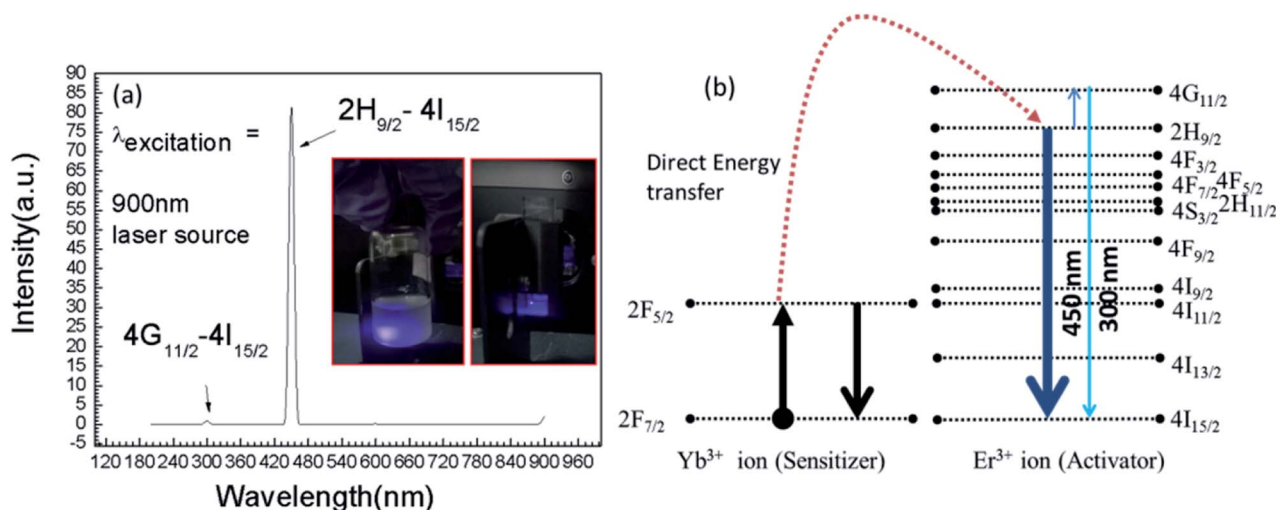 (a)
λexcitation =
900nm
laser source
2H9/2- 4I15/2
4G11/2-4I15/2
Intensity(a.u.)
90
85
80
75
70
65
60
55
50
45
40
35
30
25
20
15
10
5
0
-5
120 180 240 300 360 420 480 540 600 660 720 780 840 900 960
Wavelength(nm)
(b)
Direct Energy
transfer
2F5/2
2F7/2
Yb3+ ion (Sensitizer)
4G11/2
2H9/2
4F3/2
4F7/2 4F5/2
4S3/2 2H11/2
4F9/2
4I9/2
4I11/2
4I13/2
4I15/2
450 nm
300 nm
Er3+ ion (Activator)